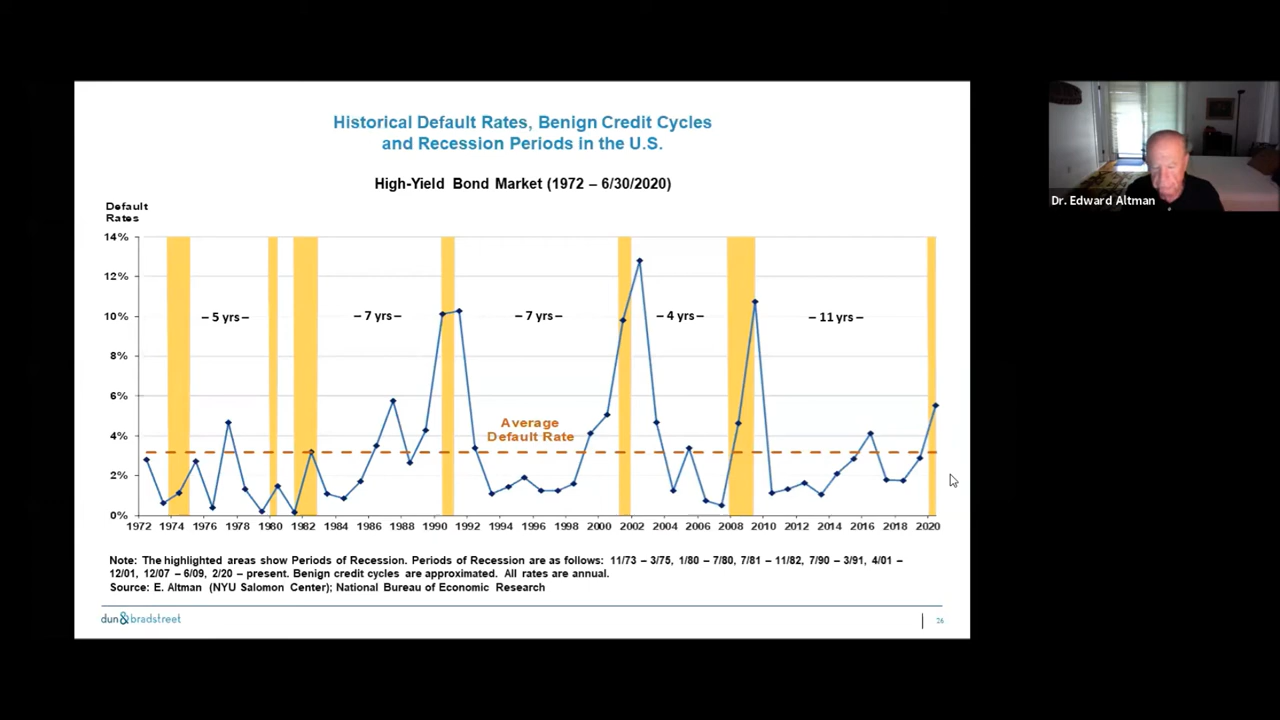 Historical Default Rates, Benign Credit Cycles
and Recession Periods in the U.S.
High-Yield Bond Market (1972 – 6/30/2020)
Default
Rates
14%
12%
10%
8%
6%
4%
2%
0%
– 5 yrs –
– 7 yrs –
– 7 yrs –
– 4 yrs –
– 11 yrs –
Average
Default Rate
1972 1974 1976 1978 1980 1982 1984 1986 1988 1990 1992 1994 1996 1998 2000 2002 2004 2006 2008 2010 2012 2014 2016 2018 2020
Note: The highlighted areas show Periods of Recession. Periods of Recession are as follows: 11/73 – 3/75, 1/80 – 7/80, 7/81 – 11/82, 7/90 – 3/91, 4/01 –
12/01, 12/07 – 6/09, 2/20 – present. Benign credit cycles are approximated. All rates are annual.
Source: E. Altman (NYU Salomon Center); National Bureau of Economic Research
dun&bradstreet
26
Dr. Edward Altman